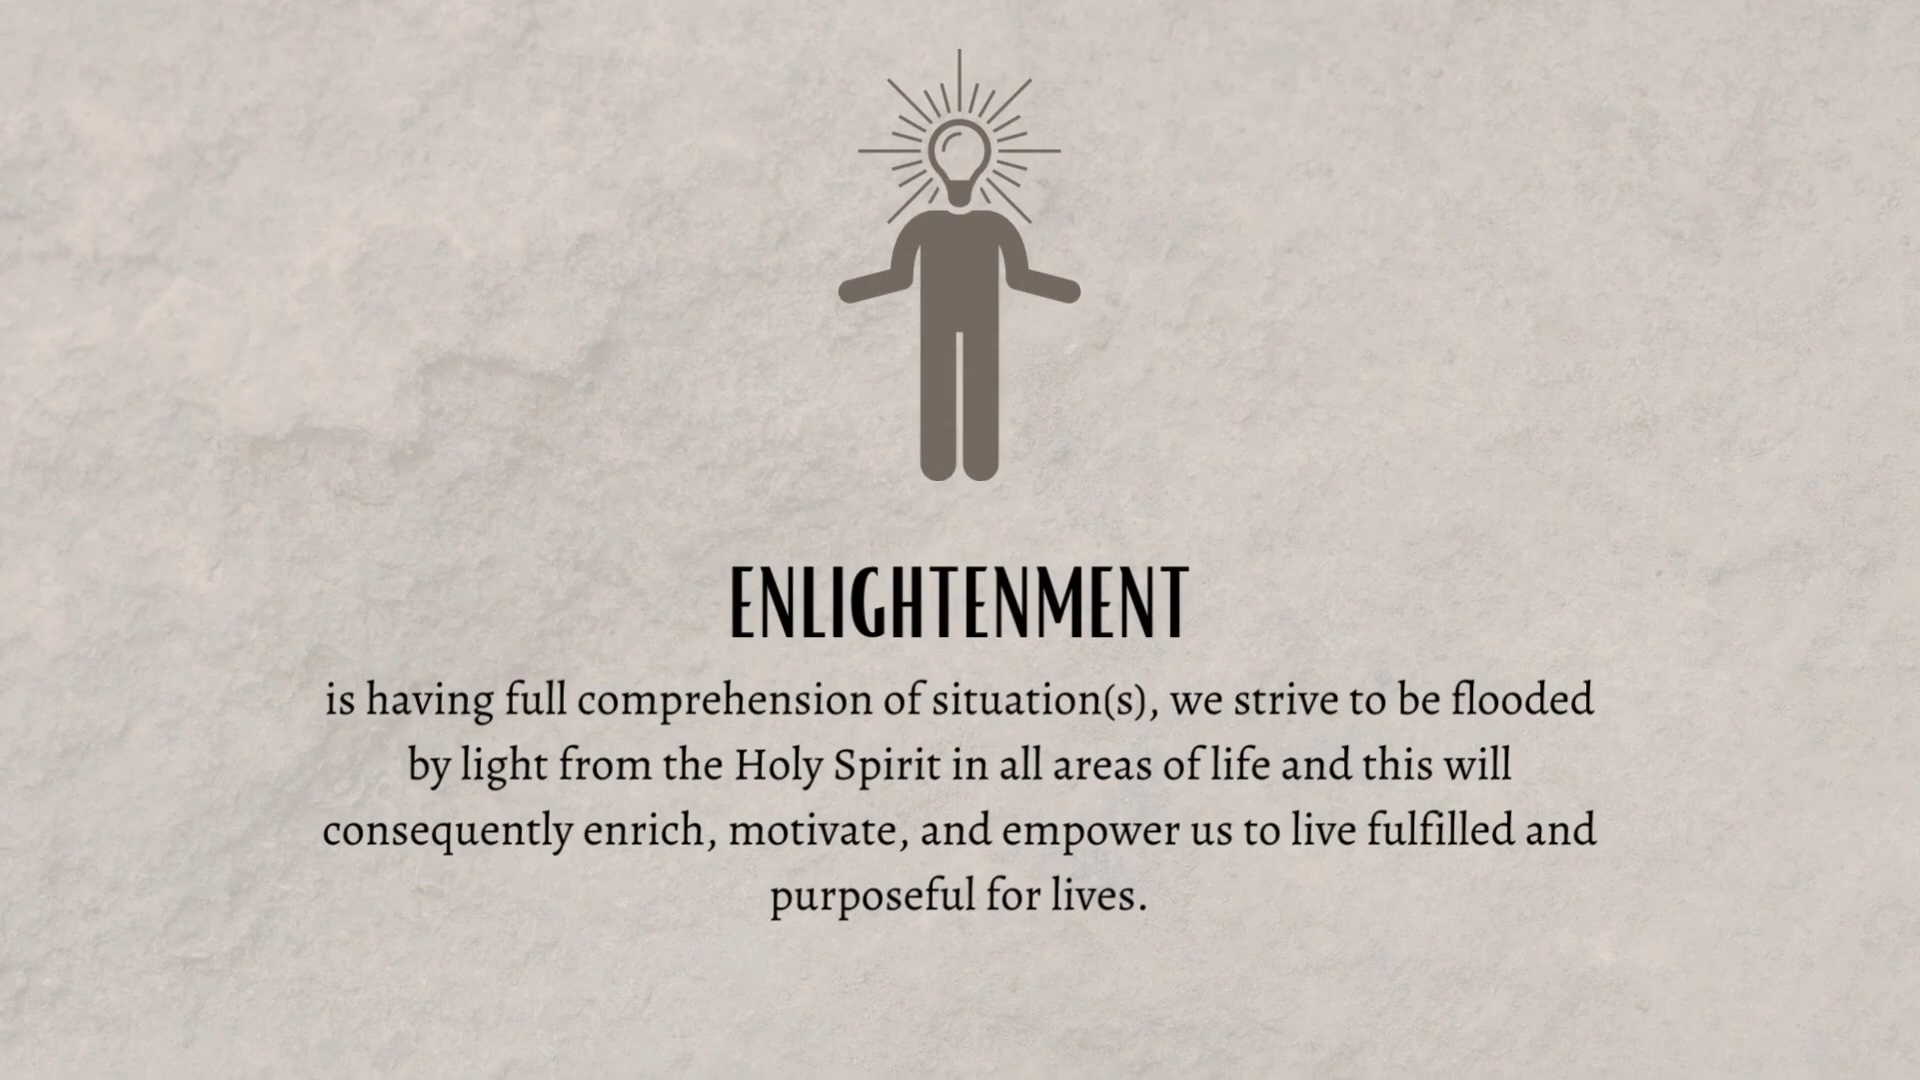 ENLIGHTENMENT
is having full comprehension of situation(s), we strive to be flooded
by light from the Holy Spirit in all areas of life and this will
consequently enrich, motivate, and empower us to live fulfilled and
purposeful for lives.